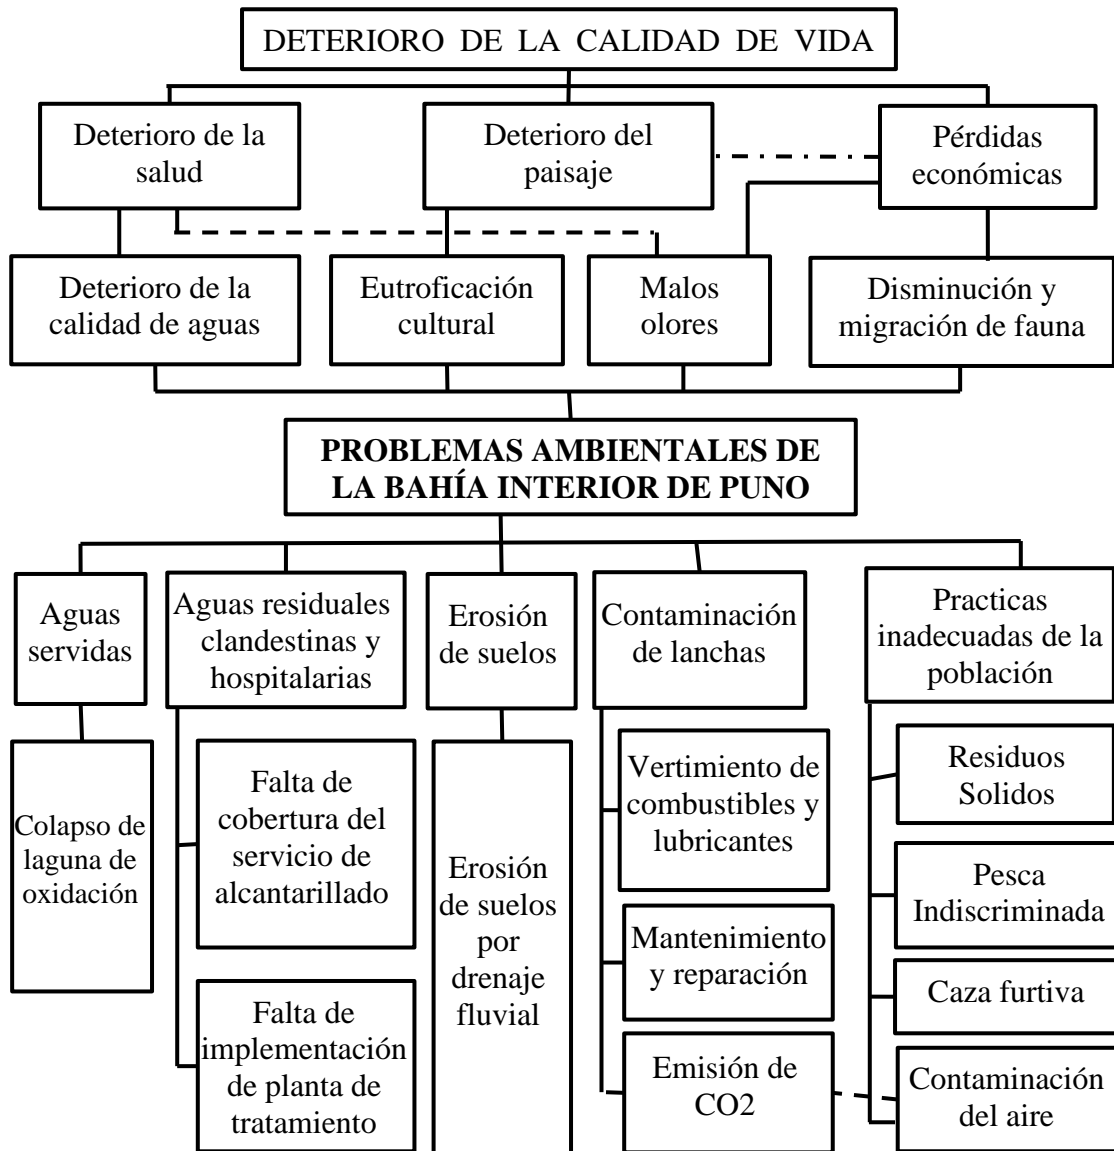 DETERIORO DE LA CALIDAD DE VIDA
Deterioro de la
salud
Deterioro del
paisaje
Pérdidas
económicas
Deterioro de la
calidad de aguas
Eutroficación
cultural
Malos
olores
Disminución y
migración de fauna
PROBLEMAS AMBIENTALES DE
LA BAHÍA INTERIOR DE PUNO
Aguas
servidas
Aguas residuales
clandestinas y
hospitalarias
Erosión
de suelos
Contaminación
de lanchas
Practicas
inadecuadas de la
población
Colapso de
laguna de
oxidación
Falta de
cobertura del
servicio de
alcantarillado
Falta de
implementación
de planta de
tratamiento
Erosión
de suelos
por
drenaje
fluvial
Vertimiento de
combustibles y
lubricantes
Mantenimiento
y reparación
Emisión de
CO2
Residuos
Solidos
Pesca
Indiscriminada
Caza furtiva
Contaminación
del aire